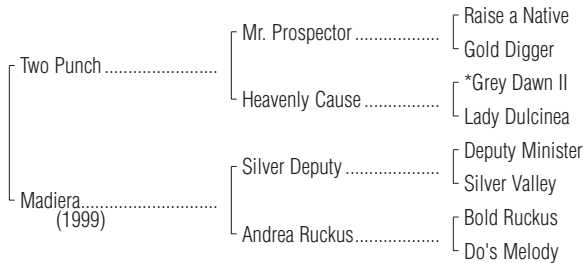 Raise a Native
Mr. Prospector ..................
Gold Digger
Two Punch ........................
*Grey Dawn II
Heavenly Cause ................
Lady Dulcinea
Deputy Minister
Silver Deputy ....................
Silver Valley
Madiera.............................
(1999)
Bold Ruckus
Andrea Ruckus..................
Do's Melody